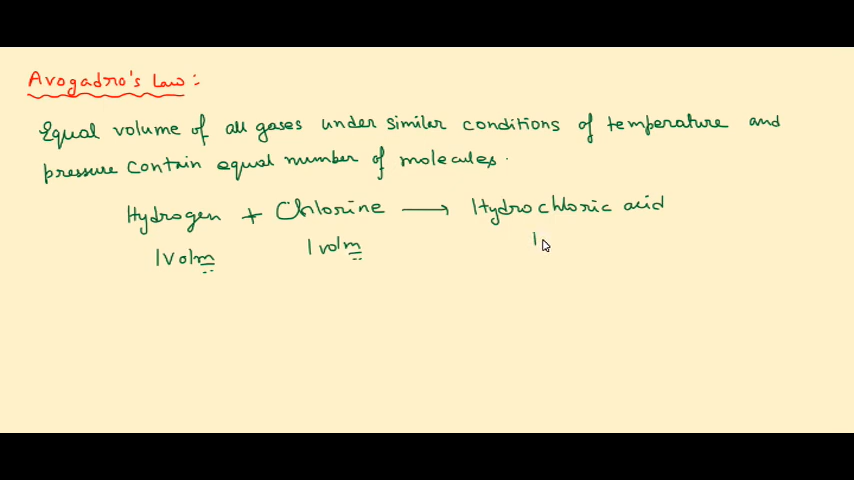 Avogadro's Law:
Equal volume of all gases under similar conditions of temperature and
pressure contain equal number of molecules.
Hydrogen + Chlorine → Hydrochloric acid
1 volm 1 volm 1